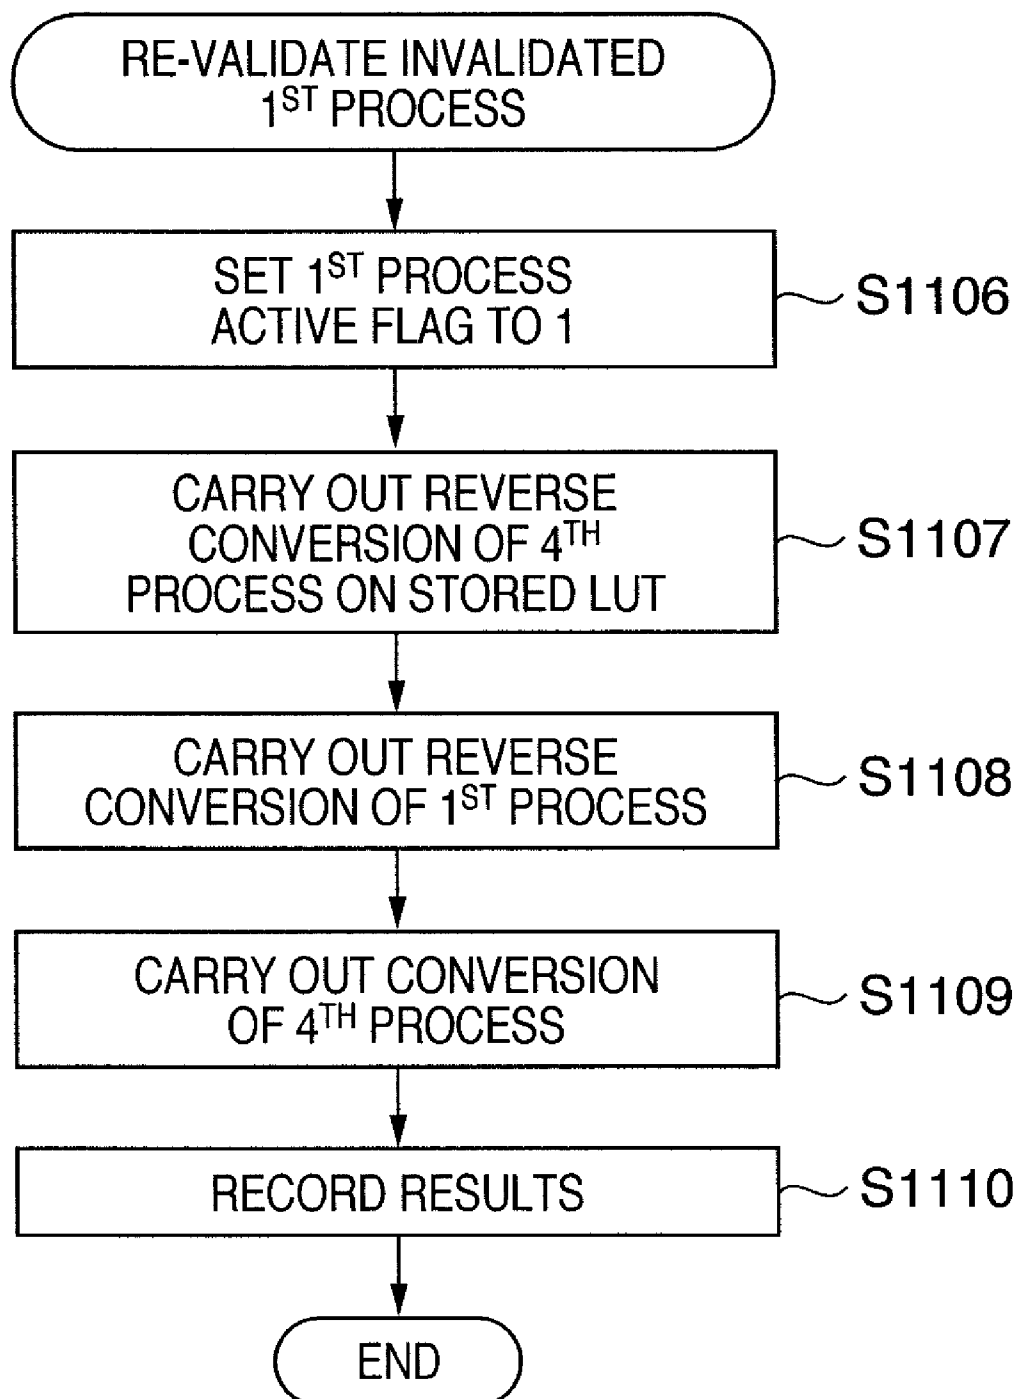 RE-VALIDATE INVALIDATED
1ST PROCESS
SET 1ST PROCESS
ACTIVE FLAG TO 1
S1106
CARRY OUT REVERSE
CONVERSION OF 4TH
PROCESS ON STORED LUT
S1107
CARRY OUT REVERSE
CONVERSION OF 1ST PROCESS
S1108
CARRY OUT CONVERSION
OF 4TH PROCESS
S1109
RECORD RESULTS
S1110
END